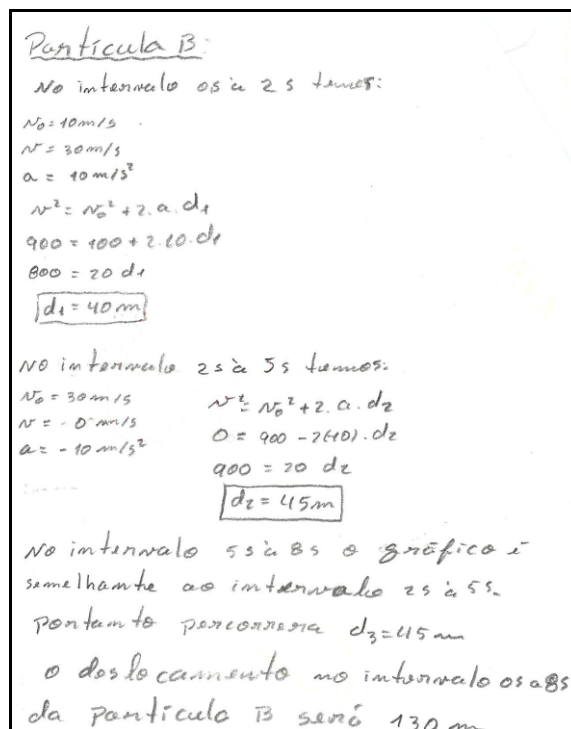 Partícula B:
No intervalo 0s à 2s temos:
v₀ = 10 m/s
v = 30 m/s
a = 10 m/s²
v² = v₀² + 2.a.d₁
900 = 100 + 2.10.d₁
800 = 20 d₁
d₁ = 40 m
NO intervalo 2s à 5s temos:
v₀ = 30 m/s
v = 0 m/s
a = -10 m/s²
v² = v₀² + 2.a.d₂
0 = 900 - 2(10).d₂
900 = 20 d₂
d₂ = 45m
No intervalo 5s à 8s o gráfico é
semelhante ao intervalo 2s à 5s.
Portanto percorrera d₃=45m
O deslocamento no intervalo 0s a 8s
da partícula B será 130 m